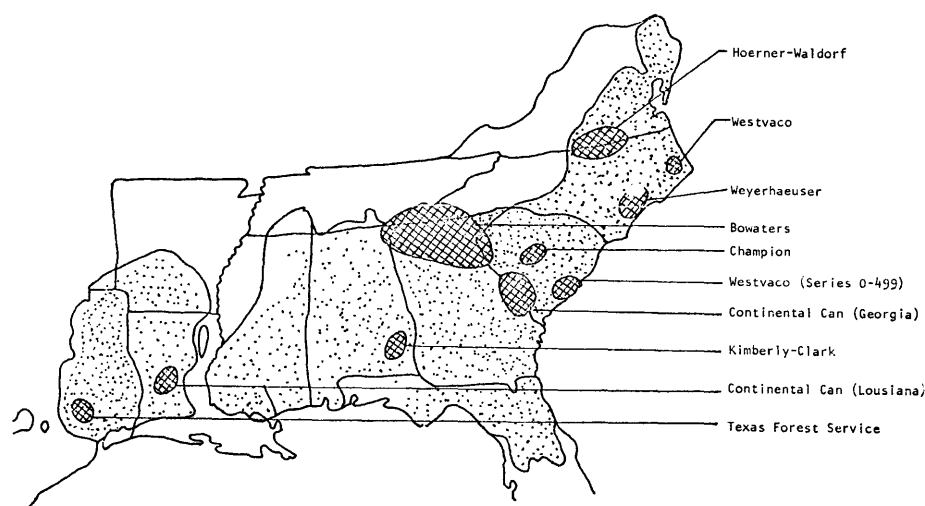 Hoerner-Waldorf
Westvaco
Weyerhaeuser
Bowaters
Champion
Westvaco (Series 0-499)
Continental Can (Georgia)
Kimberly-Clark
Continental Can (Lousiana)
Texas Forest Service